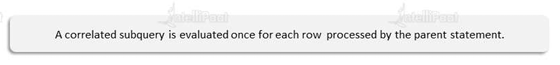 A correlated subquery is evaluated once for each row processed by the parent statement.